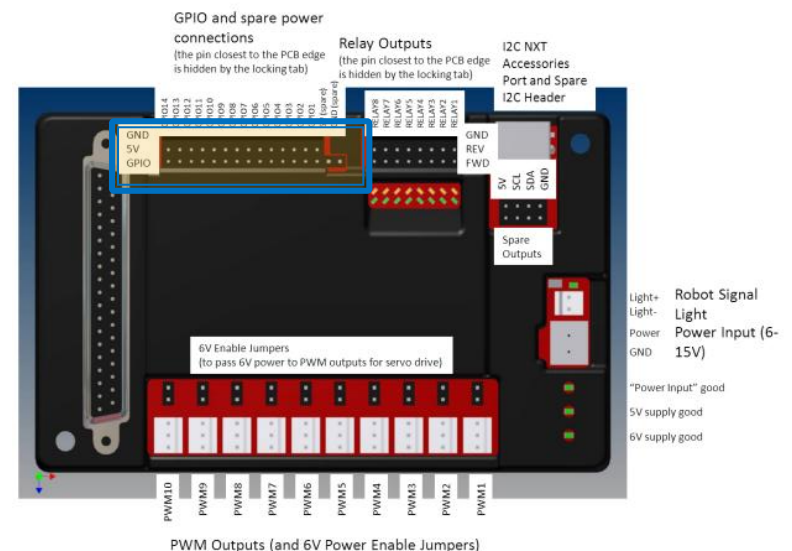 GPIO and spare power
connections
(the pin closest to the PCB edge
is hidden by the locking tab)
Relay Outputs
(the pin closest to the PCB edge
is hidden by the locking tab)
I2C NXT
Accessories
Port and Spare
I2C Header
RELAY8
RELAY7
RELAY6
RELAY5
RELAY4
RELAY3
RELAY2
RELAY1
GND
5V
GPIO
GND
REV
FWD
5V
SCL
SDA
GND
Spare
Outputs
Light+
Light-
Power
GND
Robot Signal
Light
Power Input (6-
15V)
"Power Input" good
5V supply good
6V supply good
6V Enable Jumpers
(to pass 6V power to PWM outputs for servo drive)
PWM10
PWM9
PWM8
PWM7
PWM6
PWM5
PWM4
PWM3
PWM2
PWM1
PWM Outputs (and 6V Power Enable Jumpers)